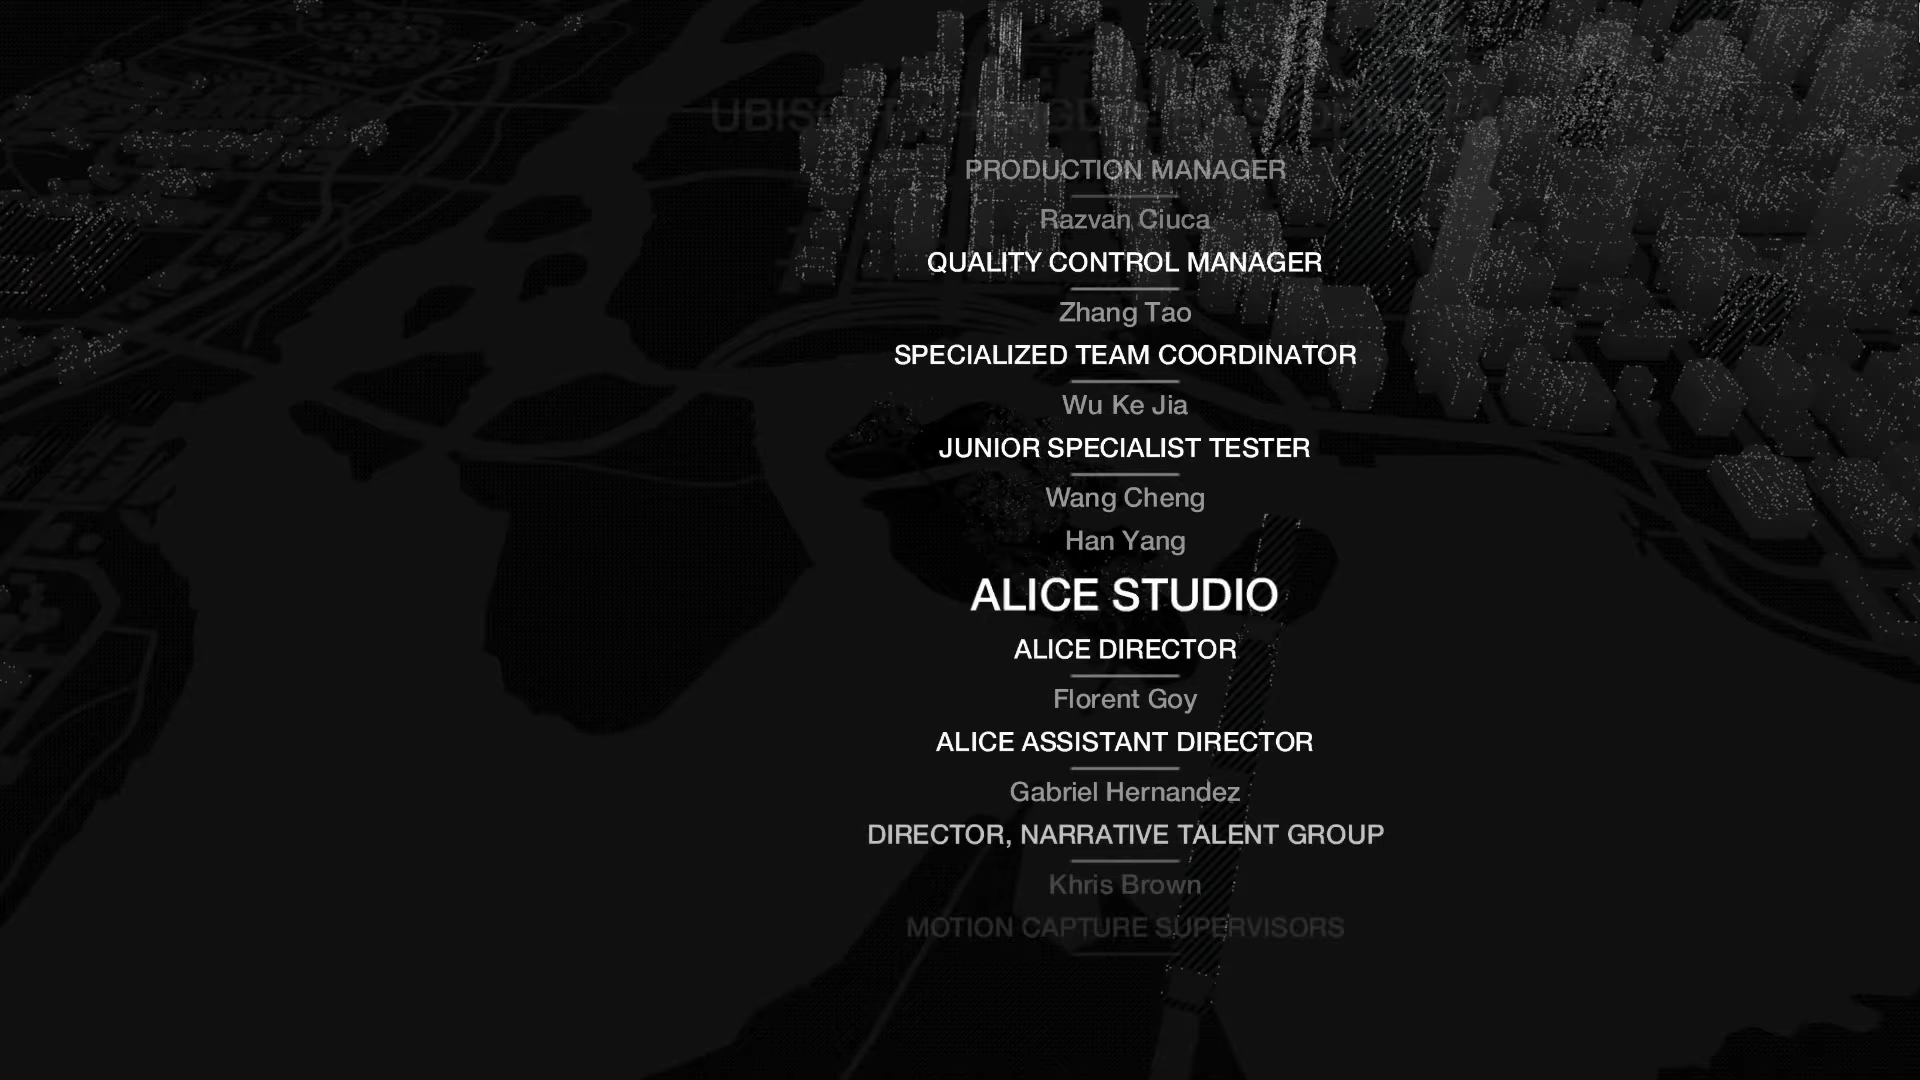 PRODUCTION MANAGER
Razvan Ciuca
QUALITY CONTROL MANAGER
Zhang Tao
SPECIALIZED TEAM COORDINATOR
Wu Ke Jia
JUNIOR SPECIALIST TESTER
Wang Cheng
Han Yang
ALICE STUDIO
ALICE DIRECTOR
Florent Goy
ALICE ASSISTANT DIRECTOR
Gabriel Hernandez
DIRECTOR, NARRATIVE TALENT GROUP
Khris Brown
MOTION CAPTURE SUPERVISORS